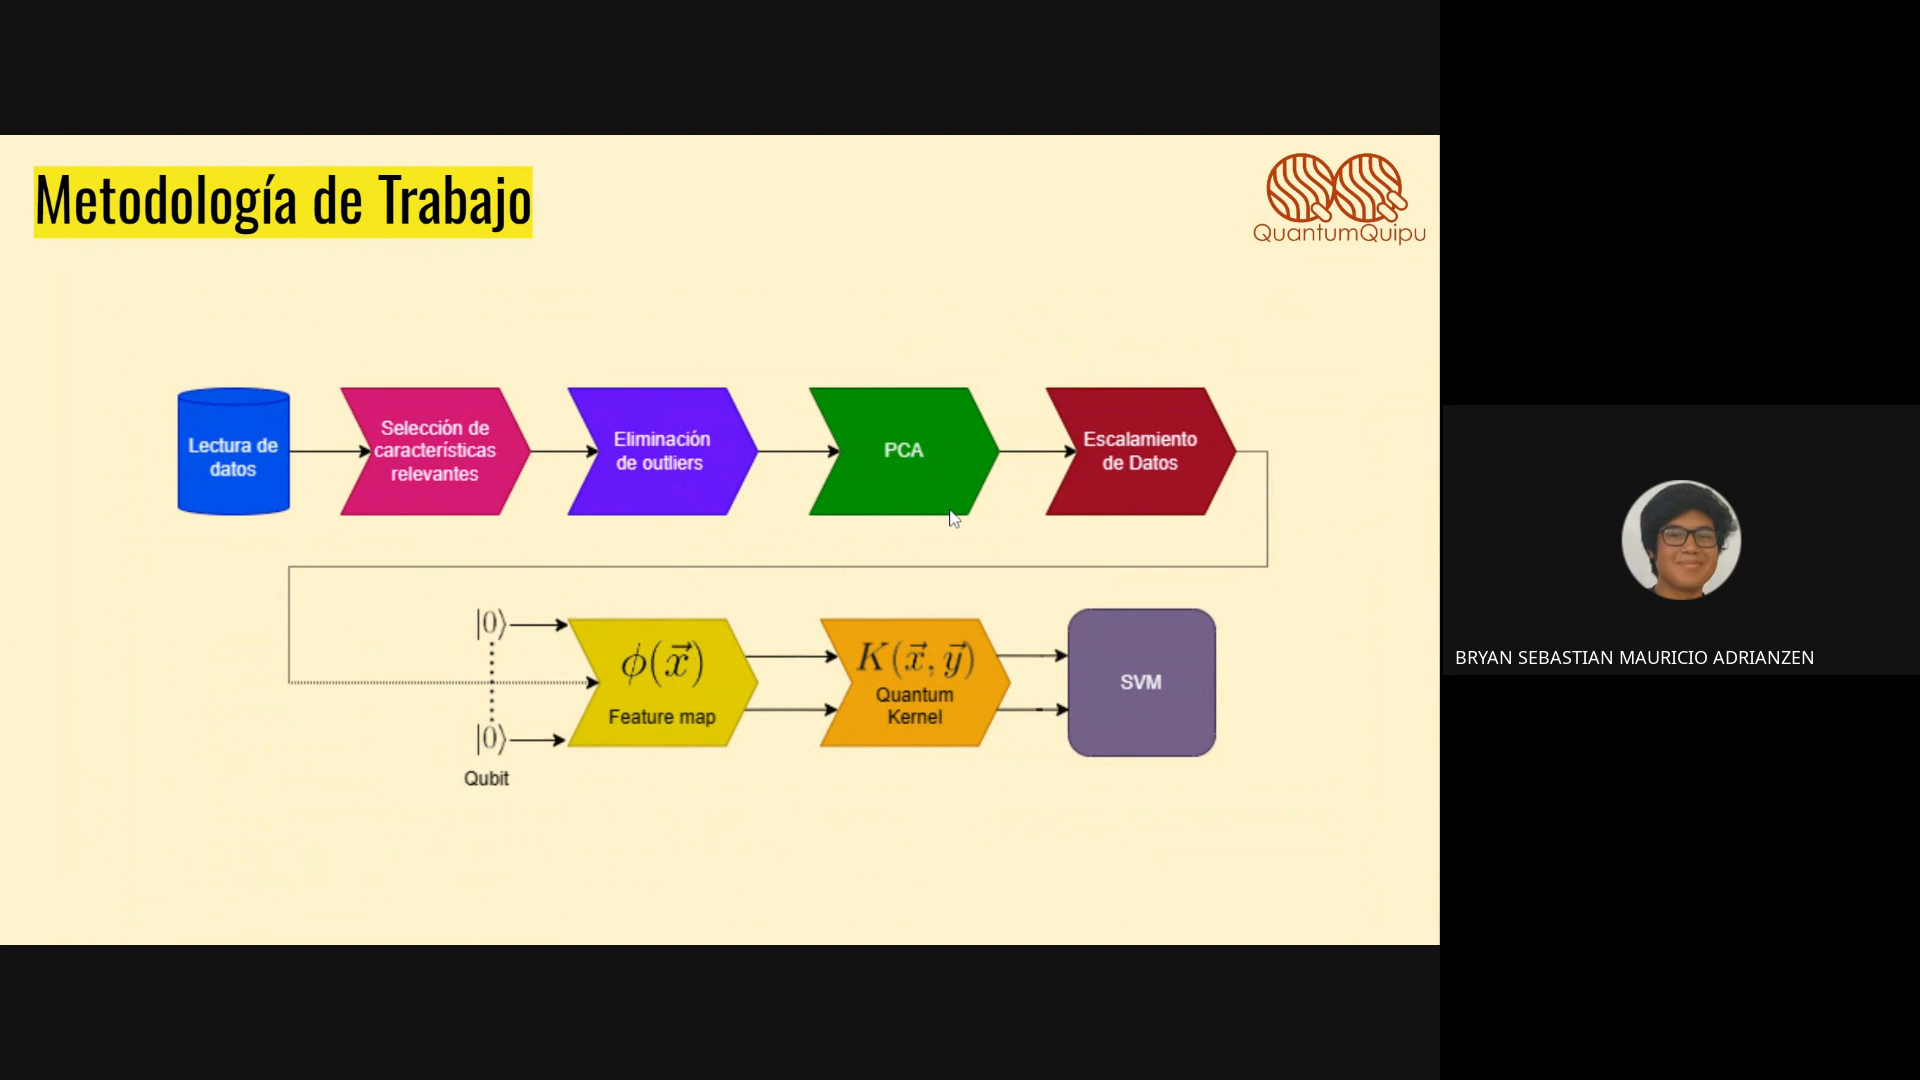 Metodología de Trabajo
QuantumQuipu
Lectura de
datos
Selección de
características
relevantes
Eliminación
de outliers
PCA
Escalamiento
de Datos
|0⟩
|0⟩
Qubit
ϕ(x⃗)
Feature map
K(x⃗, y⃗)
Quantum
Kernel
SVM
BRYAN SEBASTIAN MAURICIO ADRIANZEN